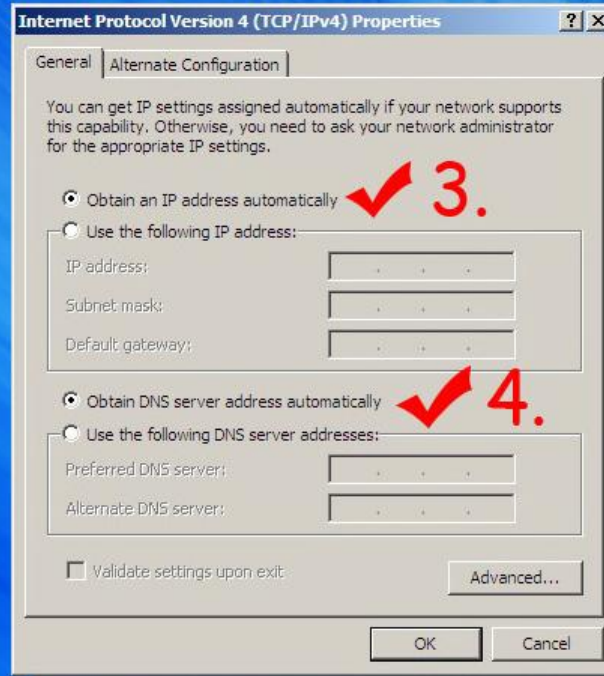 Internet Protocol Version 4 (TCP/IPv4) Properties ? X
General Alternate Configuration
You can get IP settings assigned automatically if your network supports
this capability. Otherwise, you need to ask your network administrator
for the appropriate IP settings.
Obtain an IP address automatically 3.
Use the following IP address:
IP address:
Subnet mask:
Default gateway:
Obtain DNS server address automatically 4.
Use the following DNS server addresses:
Preferred DNS server:
Alternate DNS server:
Validate settings upon exit
Advanced...
OK Cancel